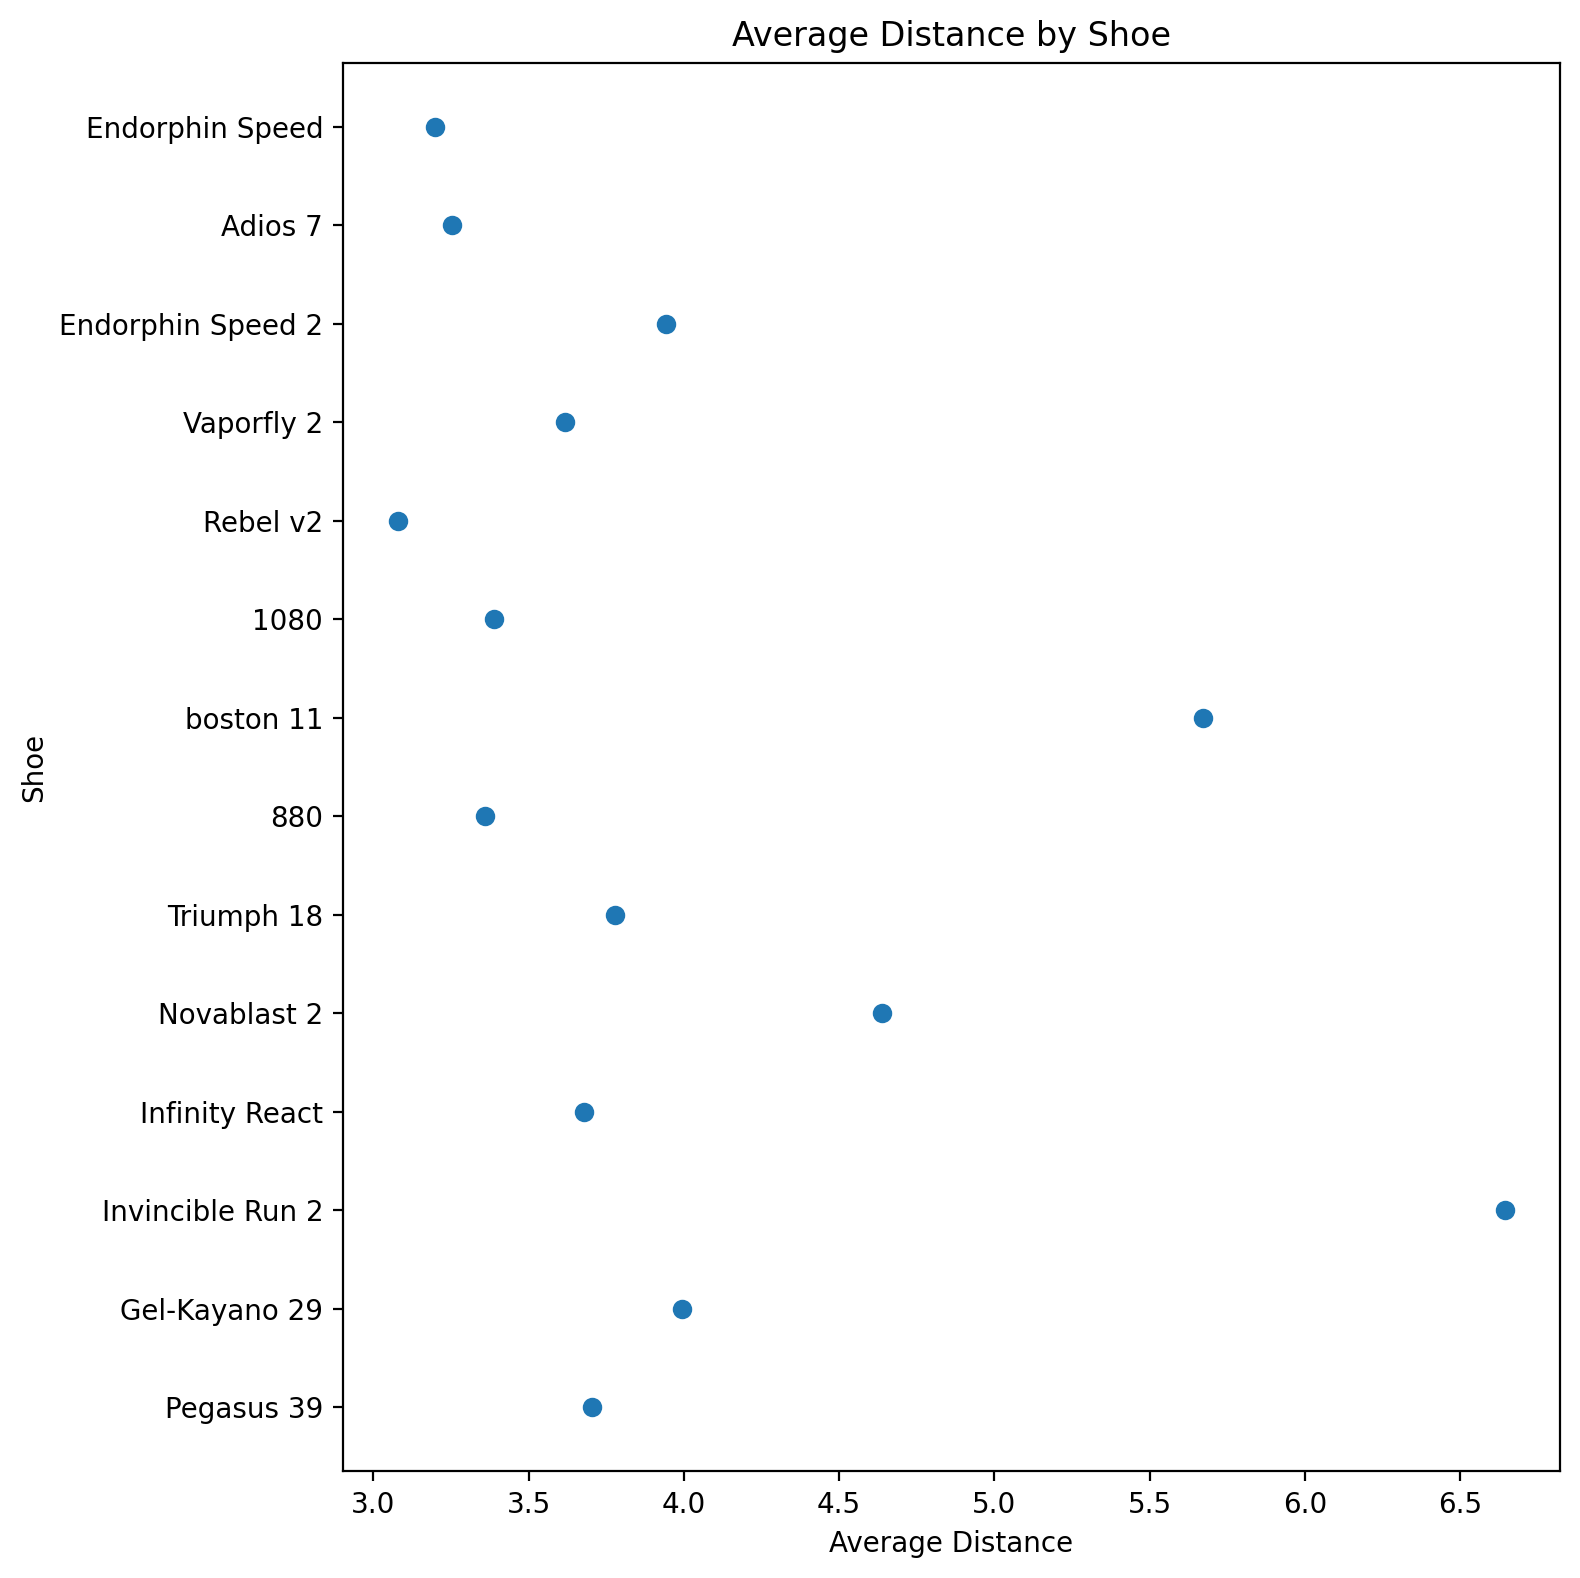 Average Distance by Shoe
Endorphin Speed
Adios 7
Endorphin Speed 2
Vaporfly 2
Rebel v2
1080
boston 11
880
Triumph 18
Novablast 2
Infinity React
Invincible Run 2
Gel-Kayano 29
Pegasus 39
Shoe
3.0 3.5 4.0 4.5 5.0 5.5 6.0 6.5
Average Distance